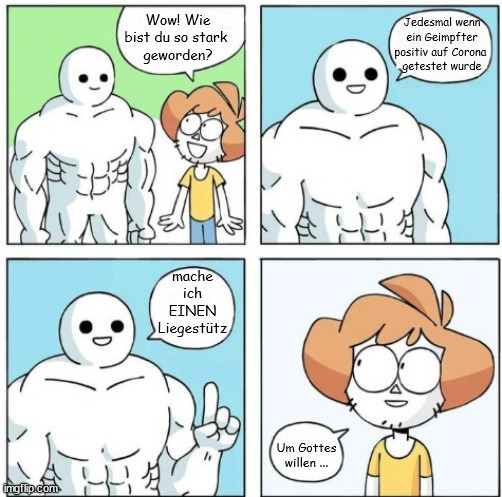 Wow! Wie
bist du so stark
geworden?
Jedesmal wenn
ein Geimpfter
positiv auf Corona
getestet wurde
mache
ich
EINEN
Liegestütz
Um Gottes
willen ...
imgflip.com